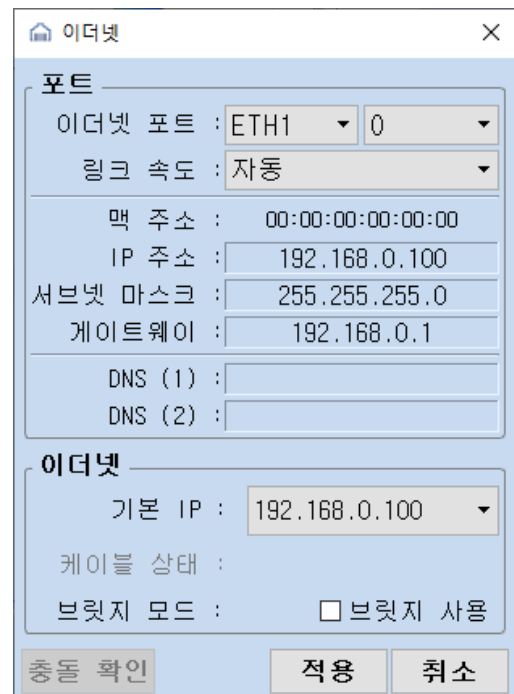 이더넷
포트
이더넷 포트 : ETH1 0
링크 속도 : 자동
맥 주소 : 00:00:00:00:00:00
IP 주소 : 192.168.0.100
서브넷 마스크 : 255.255.255.0
게이트웨이 : 192.168.0.1
DNS (1) :
DNS (2) :
이더넷
기본 IP : 192.168.0.100
케이블 상태 :
브릿지 모드 : 브릿지 사용
충돌 확인 적용 취소